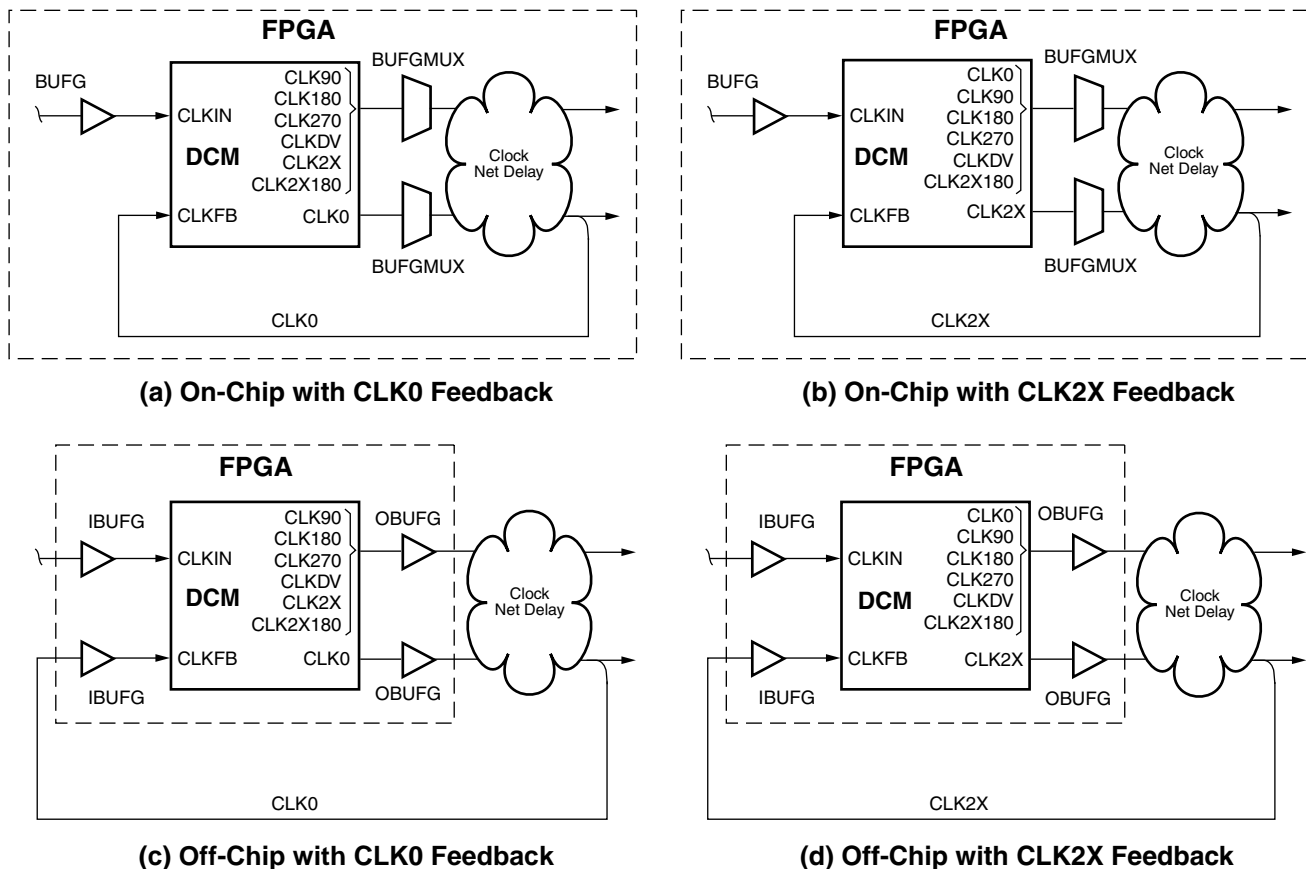 FPGA
BUFG
CLKIN
DCM
CLKFB
CLK90
CLK180
CLK270
CLKDV
CLK2X
CLK2X180
CLK0
BUFGMUX
BUFGMUX
Clock
Net Delay
CLK0
(a) On-Chip with CLK0 Feedback
FPGA
BUFG
CLKIN
DCM
CLKFB
CLK0
CLK90
CLK180
CLK270
CLKDV
CLK2X180
CLK2X
BUFGMUX
BUFGMUX
Clock
Net Delay
CLK2X
(b) On-Chip with CLK2X Feedback
FPGA
IBUFG
IBUFG
CLKIN
DCM
CLKFB
CLK90
CLK180
CLK270
CLKDV
CLK2X
CLK2X180
CLK0
OBUFG
OBUFG
Clock
Net Delay
CLK0
(c) Off-Chip with CLK0 Feedback
FPGA
IBUFG
IBUFG
CLKIN
DCM
CLKFB
CLK0
CLK90
CLK180
CLK270
CLKDV
CLK2X180
CLK2X
OBUFG
OBUFG
Clock
Net Delay
CLK2X
(d) Off-Chip with CLK2X Feedback